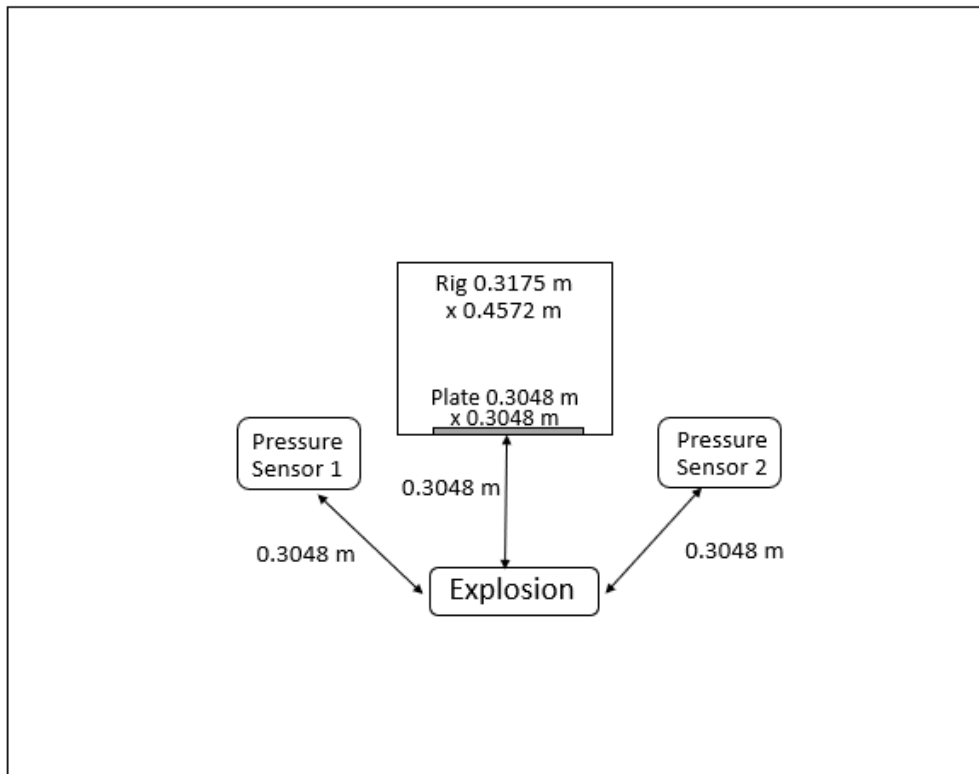 Rig 0.3175 m
x 0.4572 m
Plate 0.3048 m
x 0.3048 m
Pressure
Sensor 1
Pressure
Sensor 2
0.3048 m
0.3048 m
0.3048 m
Explosion